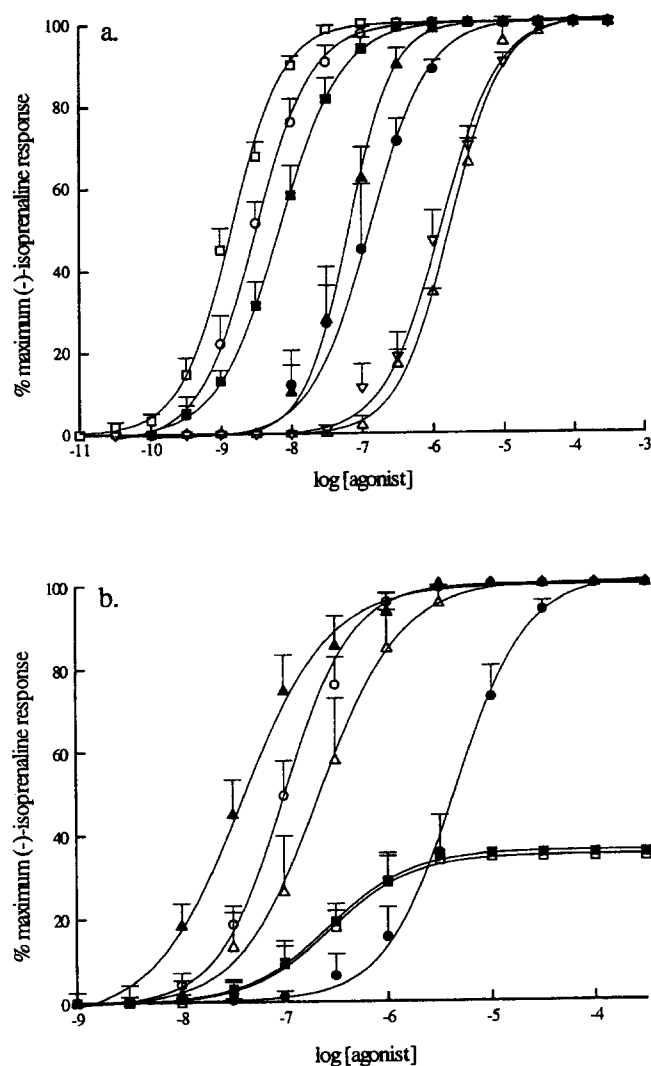 a.
% maximum (-)-isoprenaline response
100
80
60
40
20
0
-11 -10 -9 -8 -7 -6 -5 -4 -3
log [agonist]
b.
% maximum (-)-isoprenaline response
100
80
60
40
20
0
-9 -8 -7 -6 -5 -4
log [agonist]